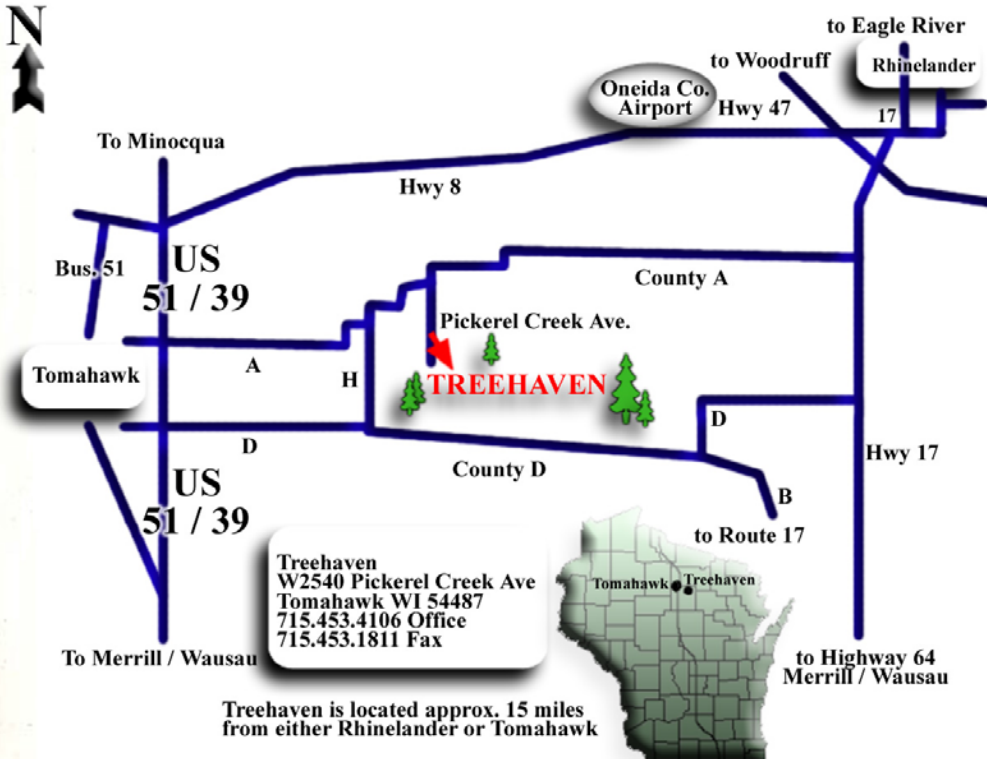 N
to Eagle River
to Woodruff
Rhinelander
Oneida Co.
Airport
Hwy 47
17
To Minocqua
Hwy 8
Bus. 51
US
51 / 39
County A
Pickerel Creek Ave.
A
H
Tomahawk
TREEHAVEN
D
D
County D
Hwy 17
US
51 / 39
B
to Route 17
Treehaven
W2540 Pickerel Creek Ave
Tomahawk WI 54487
715.453.4106 Office
715.453.1811 Fax
Tomahawk
Treehaven
To Merrill / Wausau
to Highway 64
Merrill / Wausau
Treehaven is located approx. 15 miles
from either Rhinelander or Tomahawk